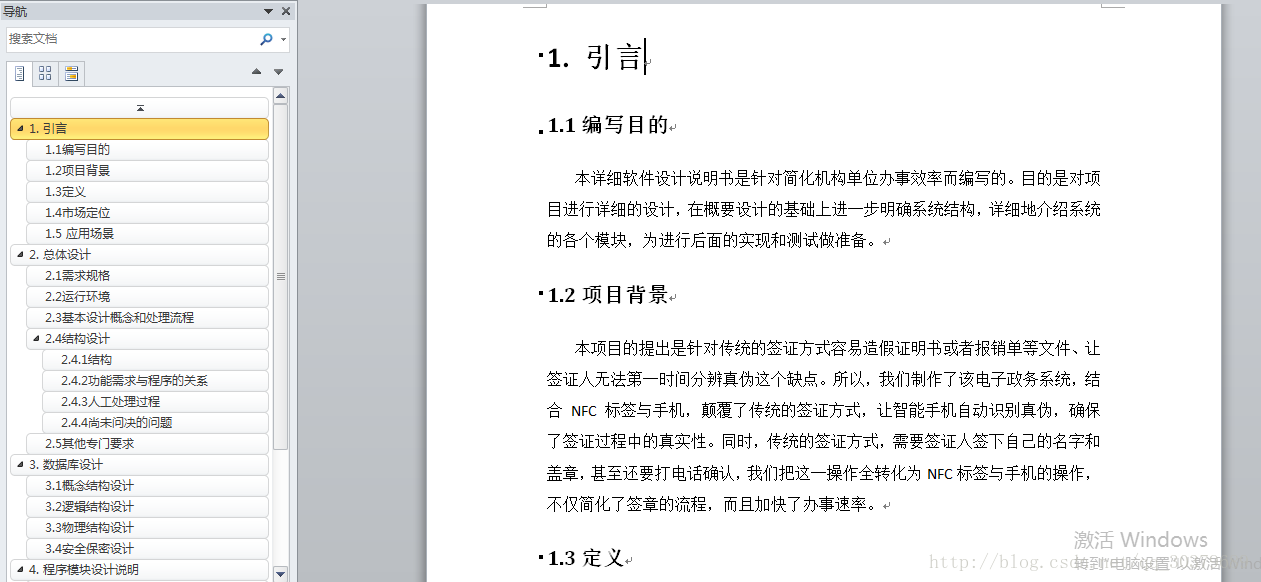 导航
搜索文档
1. 引言
1.1编写目的
1.2项目背景
1.3定义
1.4市场定位
1.5 应用场景
2. 总体设计
2.1需求规格
2.2运行环境
2.3基本设计概念和处理流程
2.4结构设计
2.4.1结构
2.4.2功能需求与程序的关系
2.4.3人工处理过程
2.4.4尚未问决的问题
2.5其他专门要求
3. 数据库设计
3.1概念结构设计
3.2逻辑结构设计
3.3物理结构设计
3.4安全保密设计
4. 程序模块设计说明
1. 引言
1.1 编写目的
本详细软件设计说明书是针对简化机构单位办事效率而编写的。目的是对项
目进行详细的设计，在概要设计的基础上进一步明确系统结构，详细地介绍系统
的各个模块，为进行后面的实现和测试做准备。
1.2 项目背景
本项目的提出是针对传统的签证方式容易造假证明书或者报销单等文件、让
签证人无法第一时间分辨真伪这个缺点。所以，我们制作了该电子政务系统，结
合 NFC 标签与手机，颠覆了传统的签证方式，让智能手机自动识别真伪，确保
了签证过程中的真实性。同时，传统的签证方式，需要签证人签下自己的名字和
盖章，甚至还要打电话确认，我们把这一操作全转化为 NFC 标签与手机的操作，
不仅简化了签章的流程，而且加快了办事速率。
1.3 定义
激活 Windows
转到"电脑设置"以激活 Wind
http://blog.csd